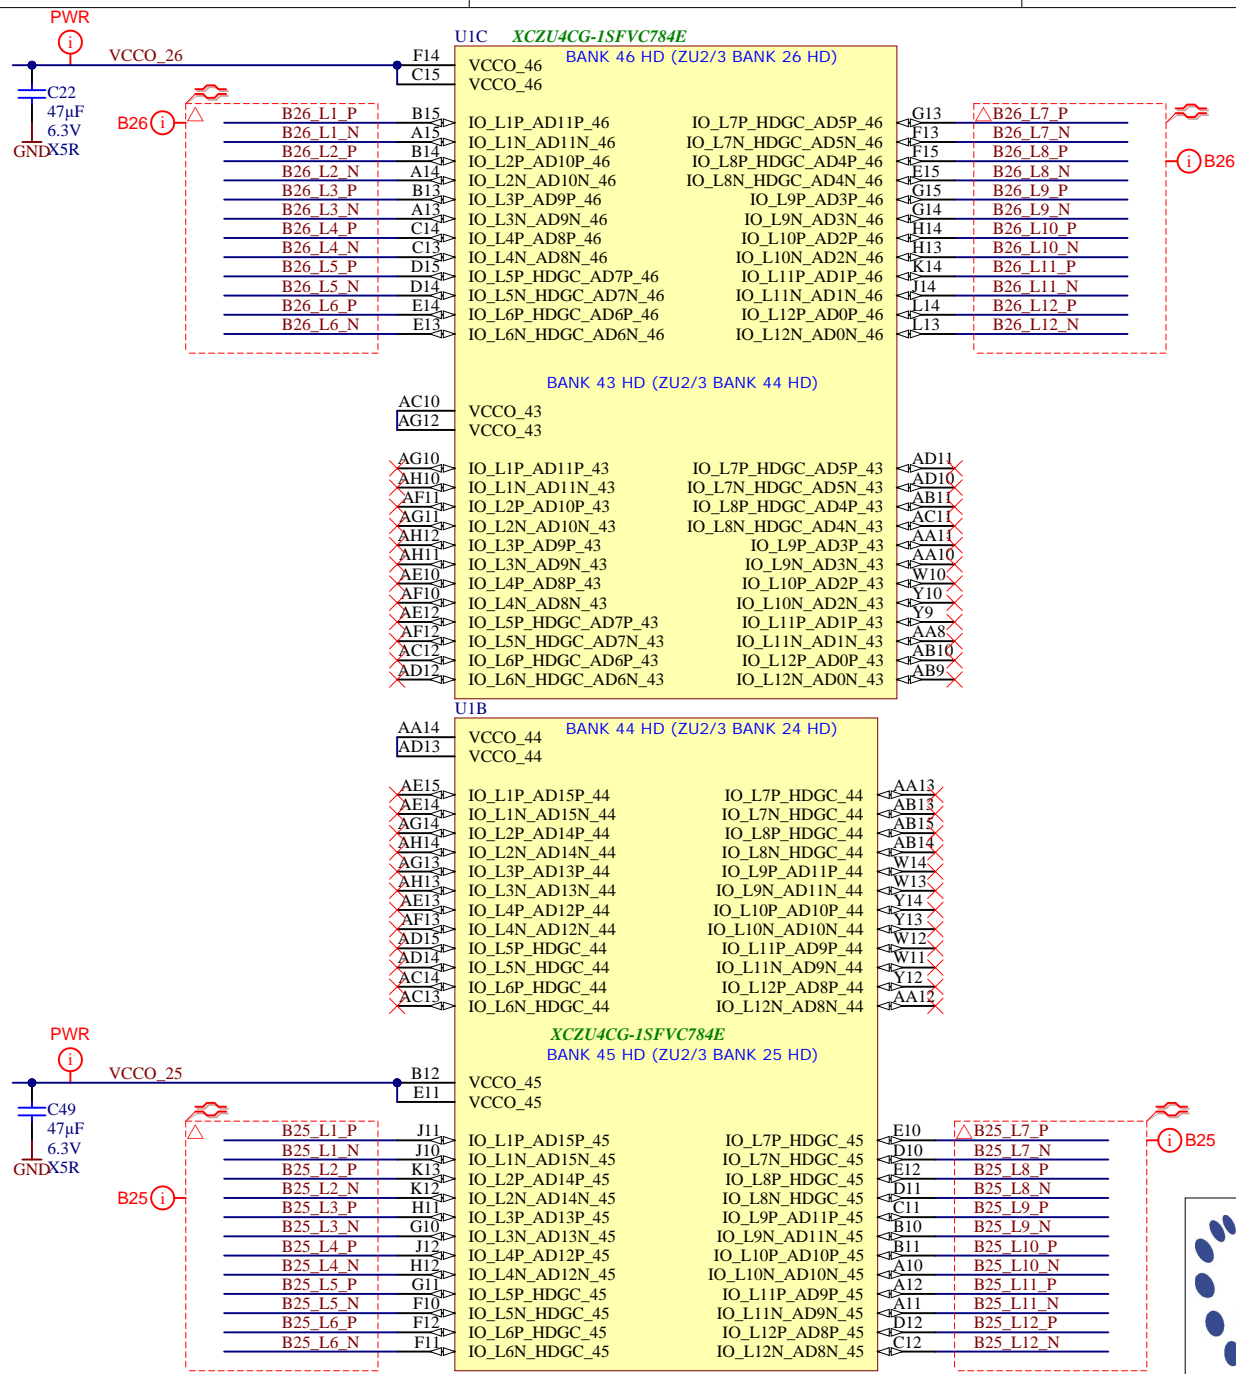 PWR
VCCO_26
C22
47µF
6.3V
X5R
GND
B26
U1C XCZU4CG-1SFVC784E
BANK 46 HD (ZU2/3 BANK 26 HD)
F14 VCCO_46
C15 VCCO_46
B26_L1_P B15 IO_L1P_AD11P_46 IO_L7P_HDGC_AD5P_46 G13 B26_L7_P
B26_L1_N A15 IO_L1N_AD11N_46 IO_L7N_HDGC_AD5N_46 F13 B26_L7_N
B26_L2_P B14 IO_L2P_AD10P_46 IO_L8P_HDGC_AD4P_46 F15 B26_L8_P
B26_L2_N A14 IO_L2N_AD10N_46 IO_L8N_HDGC_AD4N_46 E15 B26_L8_N
B26_L3_P B13 IO_L3P_AD9P_46 IO_L9P_AD3P_46 G15 B26_L9_P
B26_L3_N A13 IO_L3N_AD9N_46 IO_L9N_AD3N_46 G14 B26_L9_N
B26_L4_P C14 IO_L4P_AD8P_46 IO_L10P_AD2P_46 H14 B26_L10_P
B26_L4_N C13 IO_L4N_AD8N_46 IO_L10N_AD2N_46 H13 B26_L10_N
B26_L5_P D15 IO_L5P_HDGC_AD7P_46 IO_L11P_AD1P_46 K14 B26_L11_P
B26_L5_N D14 IO_L5N_HDGC_AD7N_46 IO_L11N_AD1N_46 J14 B26_L11_N
B26_L6_P E14 IO_L6P_HDGC_AD6P_46 IO_L12P_AD0P_46 L14 B26_L12_P
B26_L6_N E13 IO_L6N_HDGC_AD6N_46 IO_L12N_AD0N_46 L13 B26_L12_N
B26
BANK 43 HD (ZU2/3 BANK 44 HD)
AC10 VCCO_43
AG12 VCCO_43
AG10 IO_L1P_AD11P_43 IO_L7P_HDGC_AD5P_43 AD11
AH10 IO_L1N_AD11N_43 IO_L7N_HDGC_AD5N_43 AD10
AF11 IO_L2P_AD10P_43 IO_L8P_HDGC_AD4P_43 AB11
AG11 IO_L2N_AD10N_43 IO_L8N_HDGC_AD4N_43 AC11
AH12 IO_L3P_AD9P_43 IO_L9P_AD3P_43 AA11
AH11 IO_L3N_AD9N_43 IO_L9N_AD3N_43 AA10
AE10 IO_L4P_AD8P_43 IO_L10P_AD2P_43 W10
AF10 IO_L4N_AD8N_43 IO_L10N_AD2N_43 Y10
AE12 IO_L5P_HDGC_AD7P_43 IO_L11P_AD1P_43 Y9
AF12 IO_L5N_HDGC_AD7N_43 IO_L11N_AD1N_43 AA8
AC12 IO_L6P_HDGC_AD6P_43 IO_L12P_AD0P_43 AB10
AD12 IO_L6N_HDGC_AD6N_43 IO_L12N_AD0N_43 AB9
U1B
BANK 44 HD (ZU2/3 BANK 24 HD)
AA14 VCCO_44
AD13 VCCO_44
AE15 IO_L1P_AD15P_44 IO_L7P_HDGC_44 AA13
AE14 IO_L1N_AD15N_44 IO_L7N_HDGC_44 AB13
AG14 IO_L2P_AD14P_44 IO_L8P_HDGC_44 AB15
AH14 IO_L2N_AD14N_44 IO_L8N_HDGC_44 AB14
AG13 IO_L3P_AD13P_44 IO_L9P_AD11P_44 W14
AH13 IO_L3N_AD13N_44 IO_L9N_AD11N_44 W13
AE13 IO_L4P_AD12P_44 IO_L10P_AD10P_44 Y14
AF13 IO_L4N_AD12N_44 IO_L10N_AD10N_44 Y13
AD15 IO_L5P_HDGC_44 IO_L11P_AD9P_44 W12
AD14 IO_L5N_HDGC_44 IO_L11N_AD9N_44 W11
AC14 IO_L6P_HDGC_44 IO_L12P_AD8P_44 Y12
AC13 IO_L6N_HDGC_44 IO_L12N_AD8N_44 AA12
XCZU4CG-1SFVC784E
BANK 45 HD (ZU2/3 BANK 25 HD)
PWR
VCCO_25
C49
47µF
6.3V
X5R
GND
B25
B12 VCCO_45
E11 VCCO_45
B25_L1_P J11 IO_L1P_AD15P_45 IO_L7P_HDGC_45 E10 B25_L7_P
B25_L1_N J10 IO_L1N_AD15N_45 IO_L7N_HDGC_45 D10 B25_L7_N
B25_L2_P K13 IO_L2P_AD14P_45 IO_L8P_HDGC_45 E12 B25_L8_P
B25_L2_N K12 IO_L2N_AD14N_45 IO_L8N_HDGC_45 D11 B25_L8_N
B25_L3_P H11 IO_L3P_AD13P_45 IO_L9P_AD11P_45 C11 B25_L9_P
B25_L3_N G10 IO_L3N_AD13N_45 IO_L9N_AD11N_45 B10 B25_L9_N
B25_L4_P J12 IO_L4P_AD12P_45 IO_L10P_AD10P_45 B11 B25_L10_P
B25_L4_N H12 IO_L4N_AD12N_45 IO_L10N_AD10N_45 A10 B25_L10_N
B25_L5_P G11 IO_L5P_HDGC_45 IO_L11P_AD9P_45 A12 B25_L11_P
B25_L5_N F10 IO_L5N_HDGC_45 IO_L11N_AD9N_45 A11 B25_L11_N
B25_L6_P F12 IO_L6P_HDGC_45 IO_L12P_AD8P_45 D12 B25_L12_P
B25_L6_N F11 IO_L6N_HDGC_45 IO_L12N_AD8N_45 C12 B25_L12_N
B25